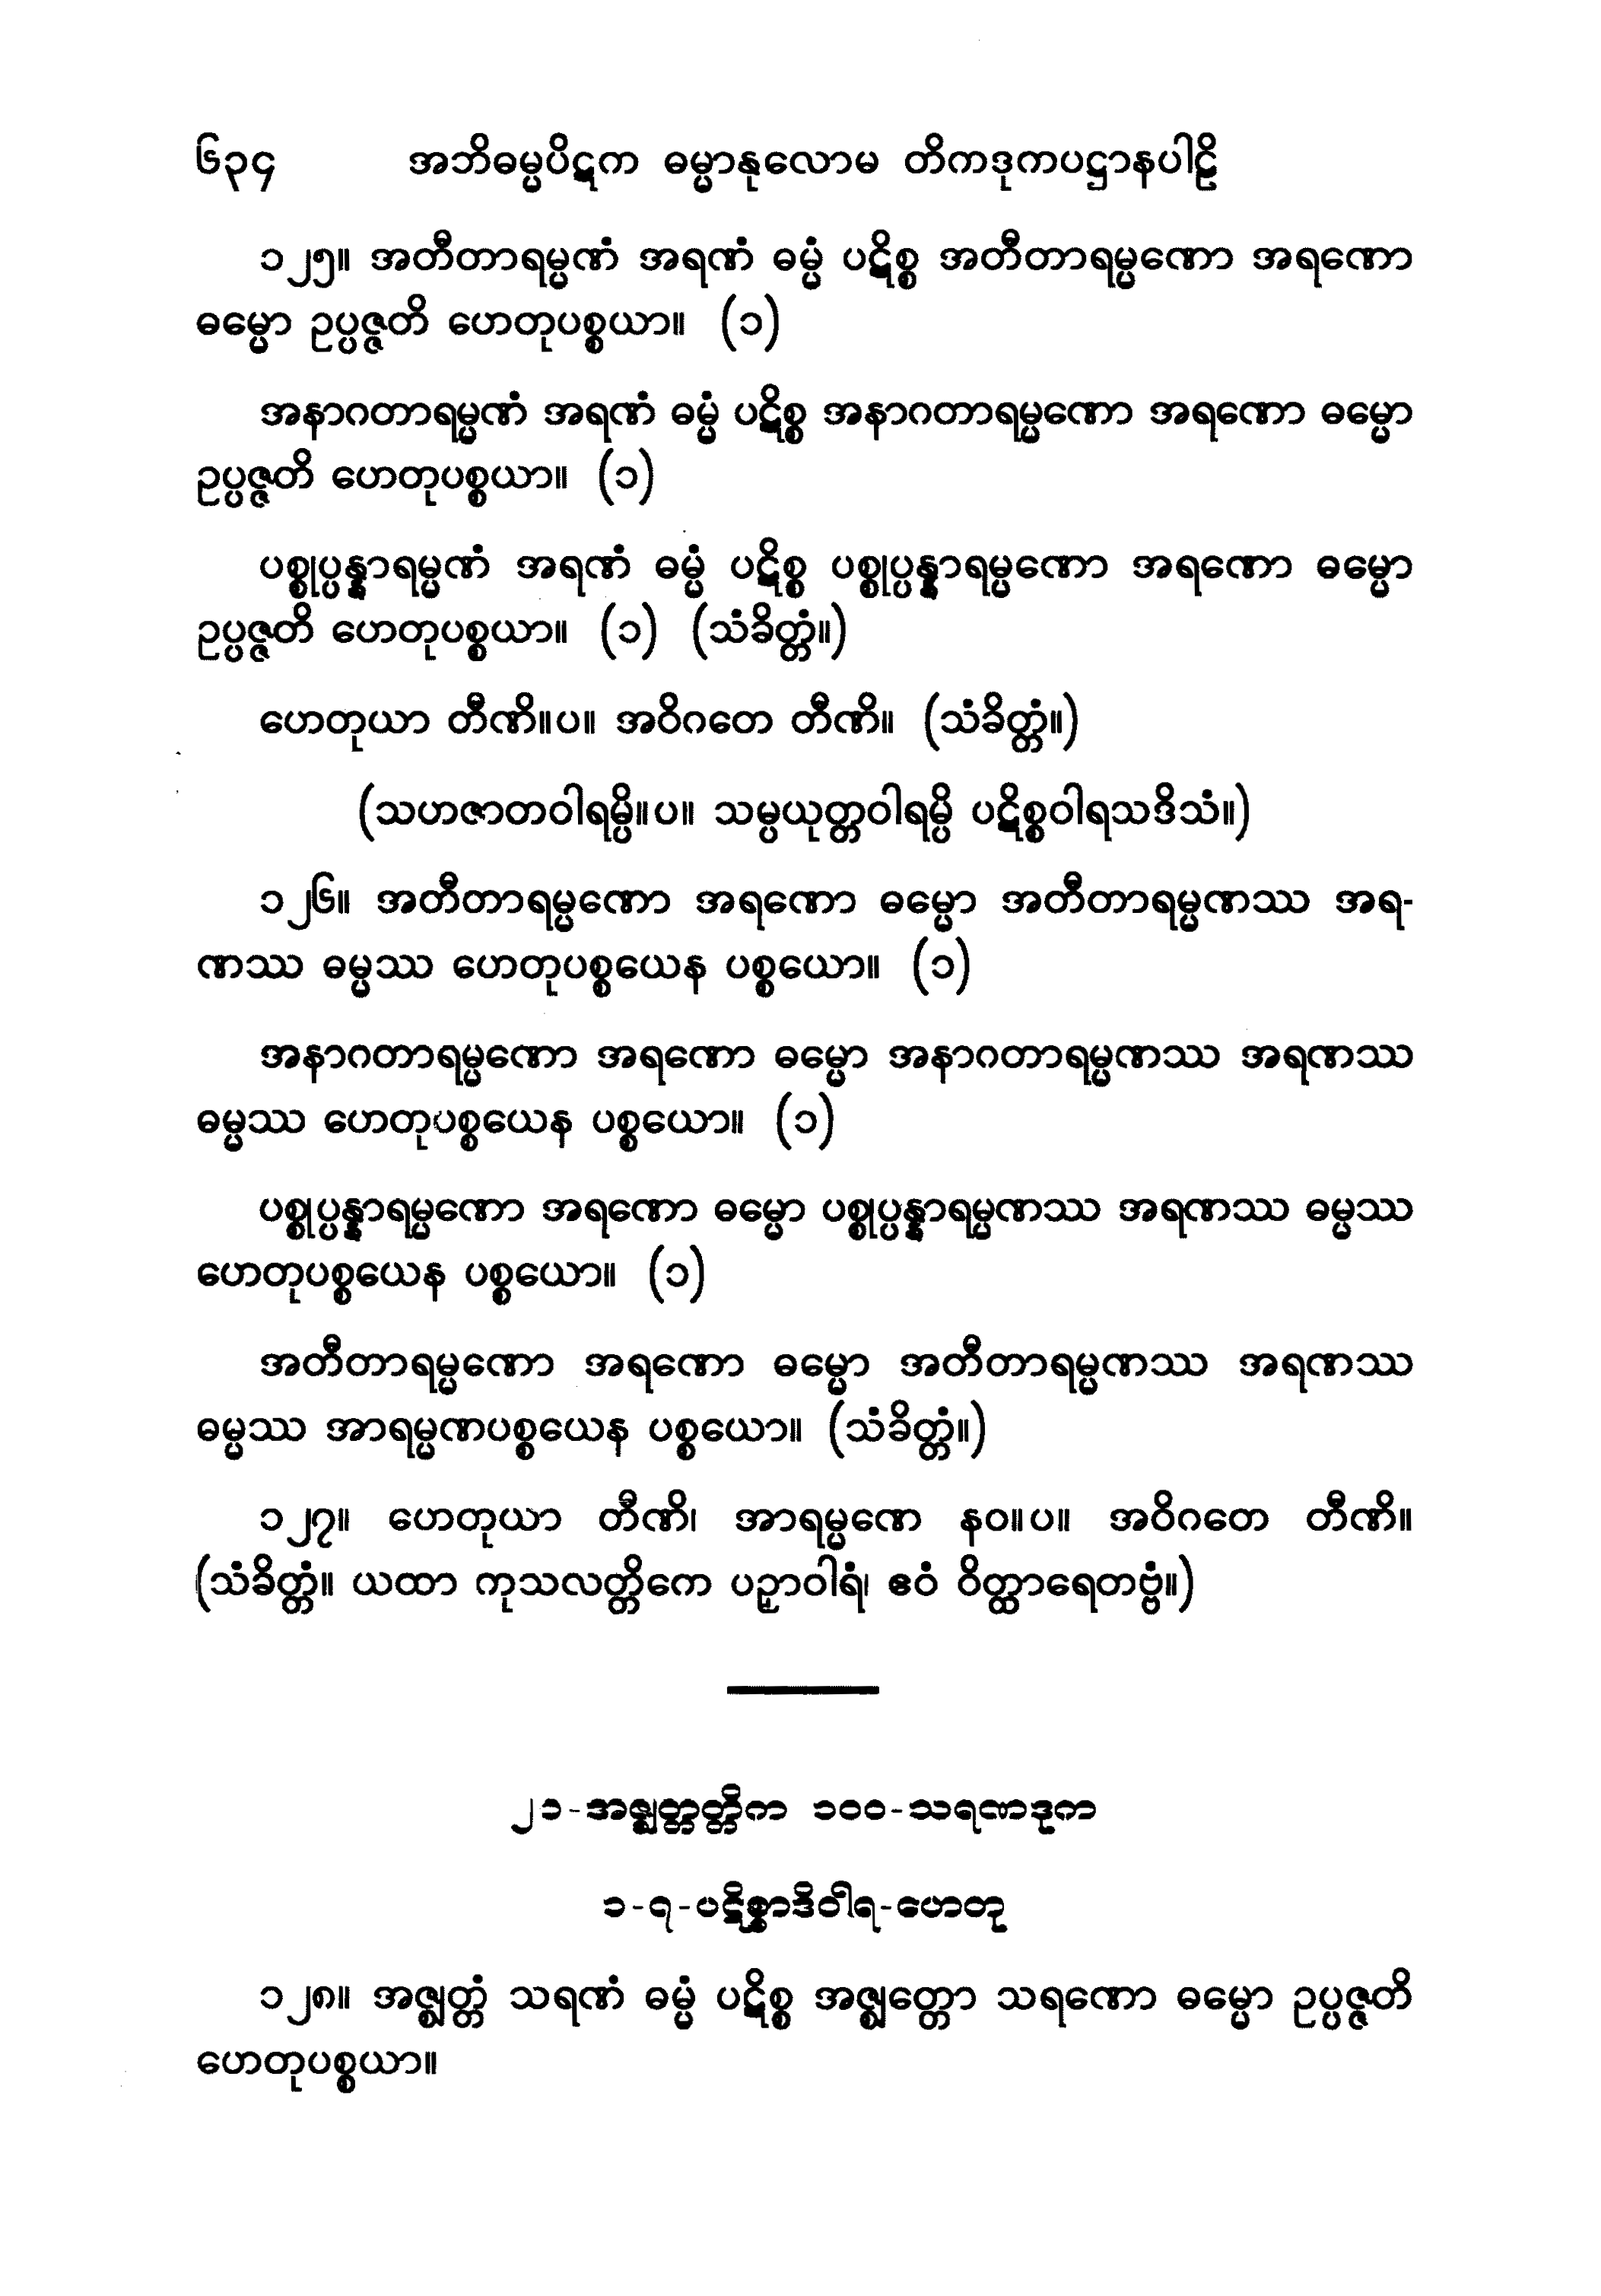 ၆၃၄ အဘိဓမ္မပိဋက ဓမ္မာနုလောမ တိကဒုကပဋ္ဌာနပါဠိ
၁၂၅။ အတီတာရမ္မဏံ အရဏံ ဓမ္မံ ပဋိစ္စ အတီတာရမ္မဏော အရဏော
ဓမ္မော ဥပ္ပဇ္ဇတိ ဟေတုပစ္စယာ။ (၁)
အနာဂတာရမ္မဏံ အရဏံ ဓမ္မံ ပဋိစ္စ အနာဂတာရမ္မဏော အရဏော ဓမ္မော
ဥပ္ပဇ္ဇတိ ဟေတုပစ္စယာ။ (၁)
ပစ္စုပ္ပန္နာရမ္မဏံ အရဏံ ဓမ္မံ ပဋိစ္စ ပစ္စုပ္ပန္နာရမ္မဏော အရဏော ဓမ္မော
ဥပ္ပဇ္ဇတိ ဟေတုပစ္စယာ။ (၁) (သံခိတ္တံ။)
ဟေတုယာ တီဏိ။ပ။ အဝိဂတေ တီဏိ။ (သံခိတ္တံ။)
(သဟဇာတဝါရမ္ပိ။ပ။ သမ္ပယုတ္တဝါရမ္ပိ ပဋိစ္စဝါရသဒိသံ။)
၁၂၆။ အတီတာရမ္မဏော အရဏော ဓမ္မော အတီတာရမ္မဏဿ အရ-
ဏဿ ဓမ္မဿ ဟေတုပစ္စယေန ပစ္စယော။ (၁)
အနာဂတာရမ္မဏော အရဏော ဓမ္မော အနာဂတာရမ္မဏဿ အရဏဿ
ဓမ္မဿ ဟေတုပစ္စယေန ပစ္စယော။ (၁)
ပစ္စုပ္ပန္နာရမ္မဏော အရဏော ဓမ္မော ပစ္စုပ္ပန္နာရမ္မဏဿ အရဏဿ ဓမ္မဿ
ဟေတုပစ္စယေန ပစ္စယော။ (၁)
အတီတာရမ္မဏော အရဏော ဓမ္မော အတီတာရမ္မဏဿ အရဏဿ
ဓမ္မဿ အာရမ္မဏပစ္စယေန ပစ္စယော။ (သံခိတ္တံ။)
၁၂၇။ ဟေတုယာ တီဏိ၊ အာရမ္မဏေ နဝ။ပ။ အဝိဂတေ တီဏိ။
(သံခိတ္တံ။ ယထာ ကုသလတ္တိကေ ပဉှာဝါရံ၊ ဧဝံ ဝိတ္ထာရေတဗ္ဗံ။)
၂၁-အဇ္ဈတ္တတ္တိက ၁၀၀-သရဏဒုက
၁-၇-ပဋိစ္စာဒိဝါရ-ဟေတု
၁၂၈။ အဇ္ဈတ္တံ သရဏံ ဓမ္မံ ပဋိစ္စ အဇ္ဈတ္တော သရဏော ဓမ္မော ဥပ္ပဇ္ဇတိ
ဟေတုပစ္စယာ။